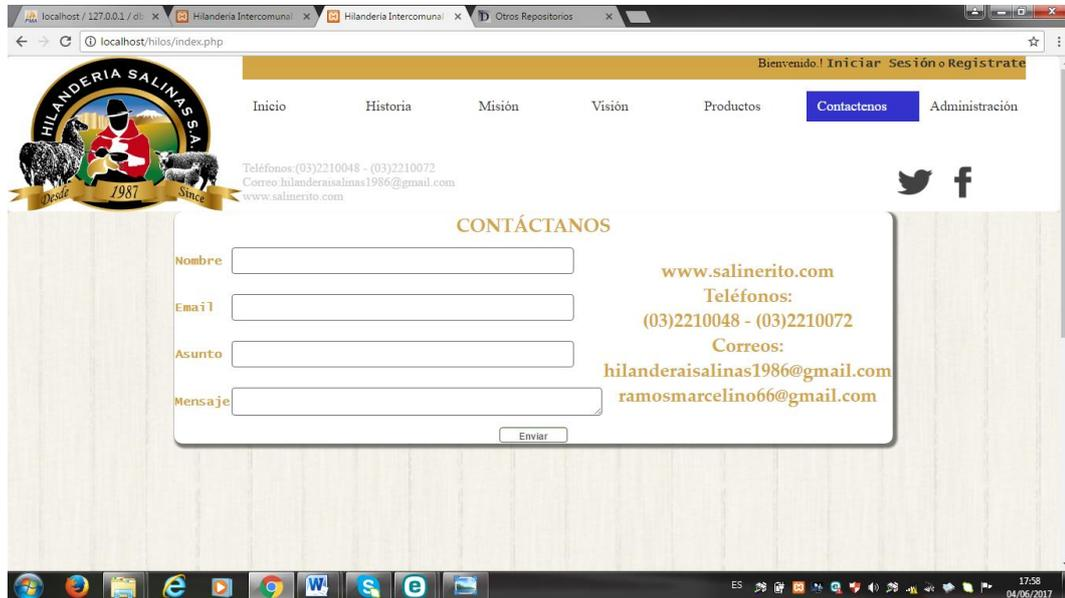 localhost / 127.0.0.1 / db
Hilanderia Intercomunal
Hilanderia Intercomunal
Otros Repositorios
localhost/hilos/index.php
Bienvenido.! Iniciar Sesión o Registrate
HILANDERIA SALINAS S.A.
Desde 1987 Since
Inicio Historia Misión Visión Productos Contactenos Administración
Teléfonos:(03)2210048 - (03)2210072
Correo:hilanderaisalinas1986@gmail.com
www.salinerito.com
CONTÁCTANOS
Nombre
Email
Asunto
Mensaje
Enviar
www.salinerito.com
Teléfonos:
(03)2210048 - (03)2210072
Correos:
hilanderaisalinas1986@gmail.com
ramosmarcelino66@gmail.com
ES
17:58
04/06/2017